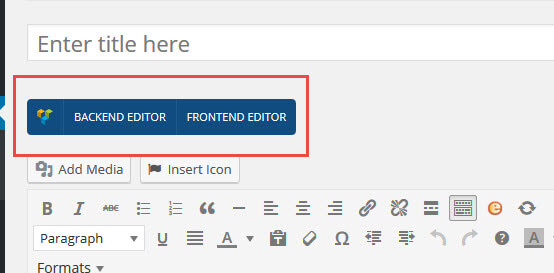 Enter title here
BACKEND EDITOR FRONTEND EDITOR
Add Media Insert Icon
B I ABC
Paragraph U A Ω ? A
Formats